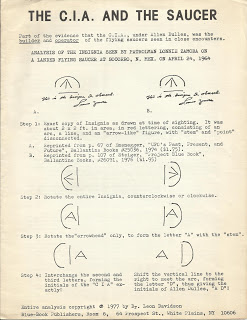 THE C.I.A. AND THE SAUCER
Part of the evidence that the C.I.A., under Allen Dulles, was the
builder and operator of the flying saucers seen in close encounters.
ANALYSIS OF THE INSIGNIA SEEN BY PATROLMAN LONNIE ZAMORA ON
A LANDED FLYING SAUCER AT SOCORRO, N. MEX. ON APRIL 24, 1964
A.
B.
Step 1: Exact copy of Insignia as drawn at time of sighting. It was
about 2 x 2 ft. in area, in red lettering, consisting of an
arc, a line, and an "arrow-like" figure, with "stem" and "point"
disconnected.
A. Reprinted from p. 67 of Emenegger, "UFO's Past, Present, and
Future", Ballantine Books #25036, 1974 ($1.75).
B. Reprinted from p. 107 of Steiger, "Project Blue Book",
Ballantine Books, 1976 ($1.95)
Step 2: Rotate the entire Insignia, counterclockwise or clockwise.
Step 3: Rotate the "arrowhead" only, to form the letter "A" with the "stem".
Step 4: Interchange the second and
third letters, forming the
initials of the "C I A" ex-
actly!
Shift the vertical line to the
right to meet the arc, forming
the letter "D", thus giving the
initials of Allen Dulles, "A D"!
Entire analysis copyright © 1977 by Dr. Leon Davidson
Blue-Book Publishers, Room 6, 64 Prospect St., White Plains, NY 10606